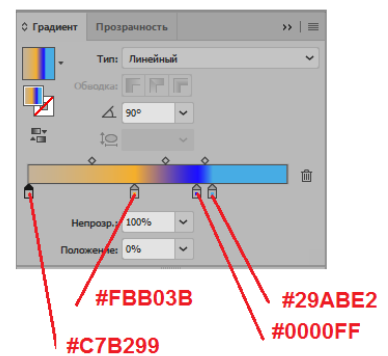 Градиент Прозрачность
Тип: Линейный
Обводка:
90°
Непрозр.: 100%
Положение: 0%
#FBB03B
#29ABE2
#0000FF
#C7B299